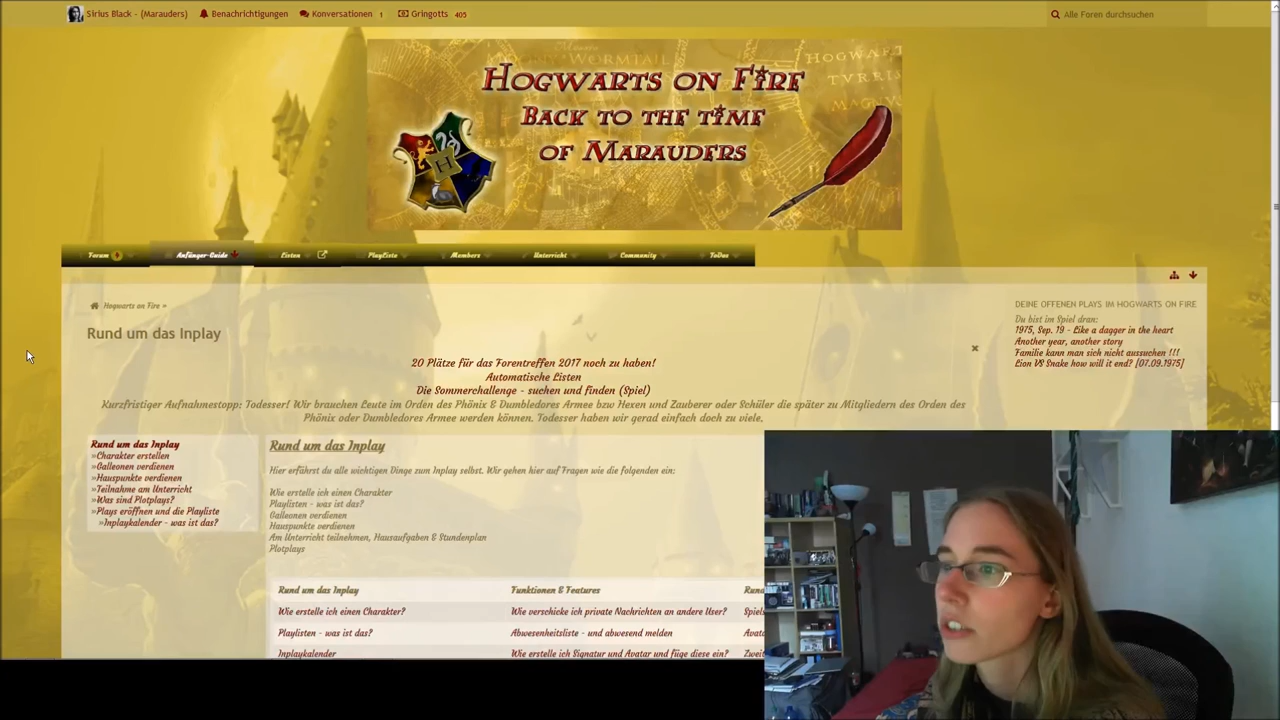 Sirius Black - (Marauders) Benachrichtigungen Konversationen 1 Gringotts 405 Alle Foren durchsuchen
HOGWARTS ON FIRE
BACK TO THE TIME
OF MARAUDERS
HOGWARTS
WORMTAIL
Forum Anfänger-Guide Listen PlayListe Members Unterricht Community ToDos
Hogwarts on Fire »
Rund um das Inplay
DEINE OFFENEN PLAYS IM HOGWARTS ON FIRE
Du bist im Spiel dran:
1975, Sep. 19 - Like a dagger in the heart
Another year, another story
Familie kann man sich nicht aussuchen !!!
Lion VS Snake how will it end? [07.09.1975]
20 Plätze für das Forentreffen 2017 noch zu haben!
Automatische Listen
Die Sommerchallenge - suchen und finden (Spiel)
Kurzfristiger Aufnahmestopp: Todesser! Wir brauchen Leute im Orden des Phönix & Dumbledores Armee bzw Hexen und Zauberer oder Schüler die später zu Mitgliedern des Orden des
Phönix oder Dumbledores Armee werden können. Todesser haben wir gerad einfach doch zu viele.
Rund um das Inplay
»Charakter erstellen
»Galleonen verdienen
»Hauspunkte verdienen
»Teilnahme am Unterricht
»Was sind Plotplays?
»Plays eröffnen und die Playliste
»Inplaykalender - was ist das?
Rund um das Inplay
Hier erfährst du alle wichtigen Dinge zum Inplay selbst. Wir gehen hier auf Fragen wie die folgenden ein:
Wie erstelle ich einen Charakter
Playlisten - was ist das?
Galleonen verdienen
Hauspunkte verdienen
Am Unterricht teilnehmen, Hausaufgaben & Stundenplan
Plotplays
Rund um das Inplay Funktionen & Features Rund
Wie erstelle ich einen Charakter? Wie verschicke ich private Nachrichten an andere User? Spiels
Playlisten - was ist das? Abwesenheitsliste - und abwesend melden Avata
Inplaykalender Wie erstelle ich Signatur und Avatar und füge diese ein? Zweit